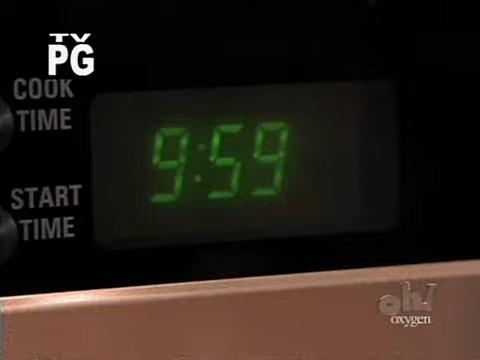 TV
PG
COOK
TIME
9:59
START
TIME
oh!
oxygen